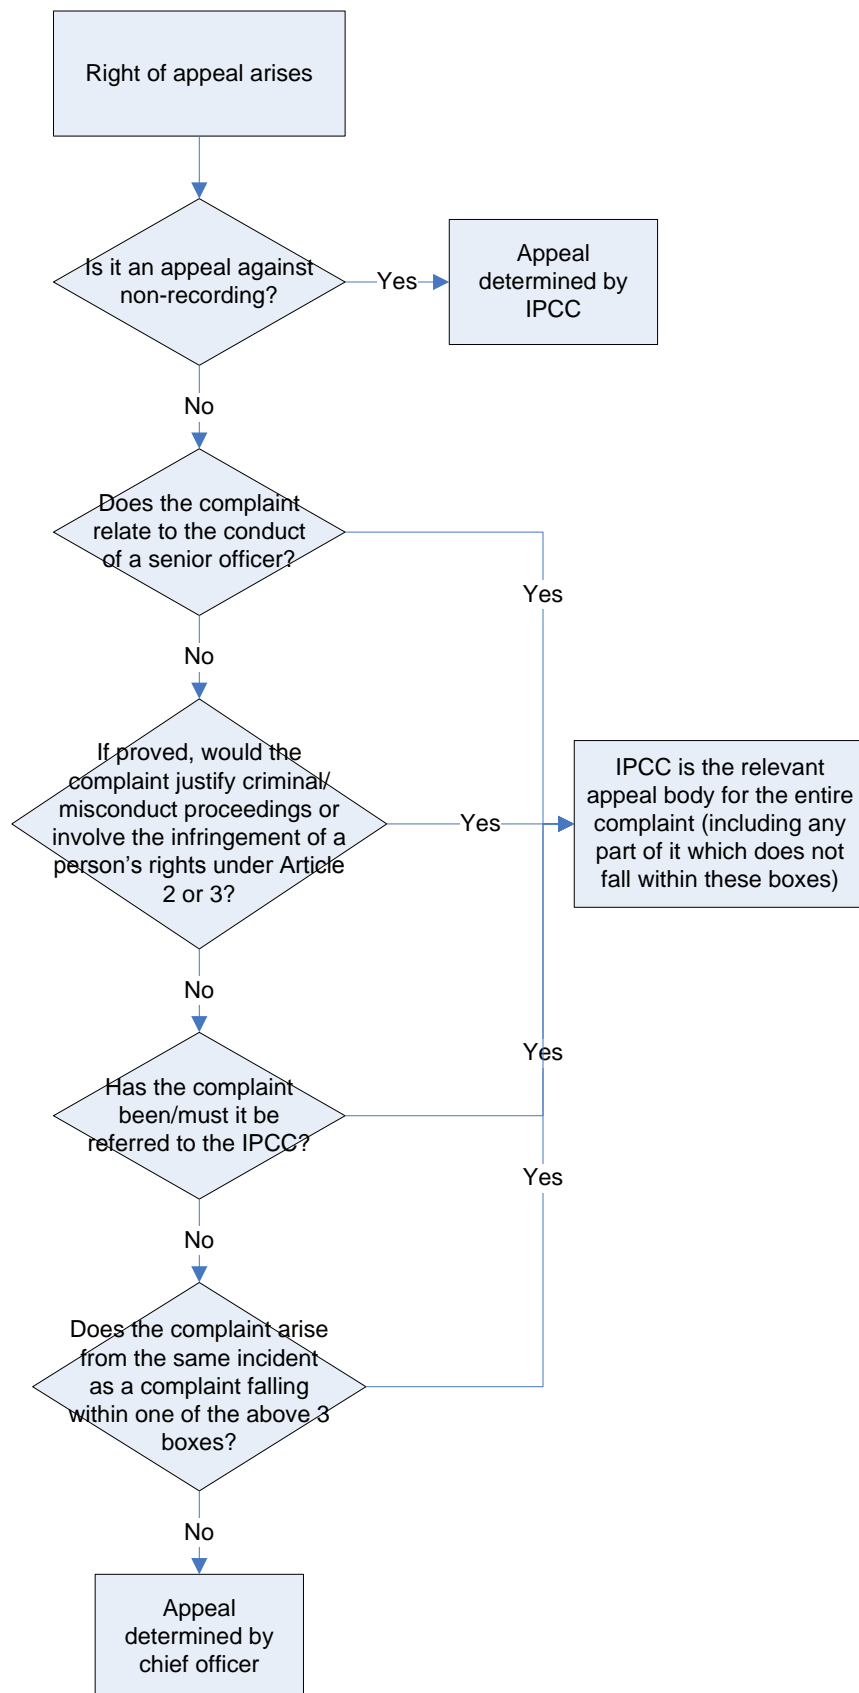 Right of appeal arises
Is it an appeal against
non-recording?
Yes
Appeal
determined by
IPCC
No
Does the complaint
relate to the conduct
of a senior officer?
Yes
No
If proved, would the
complaint justify criminal/
misconduct proceedings or
involve the infringement of a
person’s rights under Article
2 or 3?
Yes
IPCC is the relevant
appeal body for the entire
complaint (including any
part of it which does not
fall within these boxes)
No
Has the complaint
been/must it be
referred to the IPCC?
Yes
No
Does the complaint arise
from the same incident
as a complaint falling
within one of the above 3
boxes?
Yes
No
Appeal
determined by
chief officer